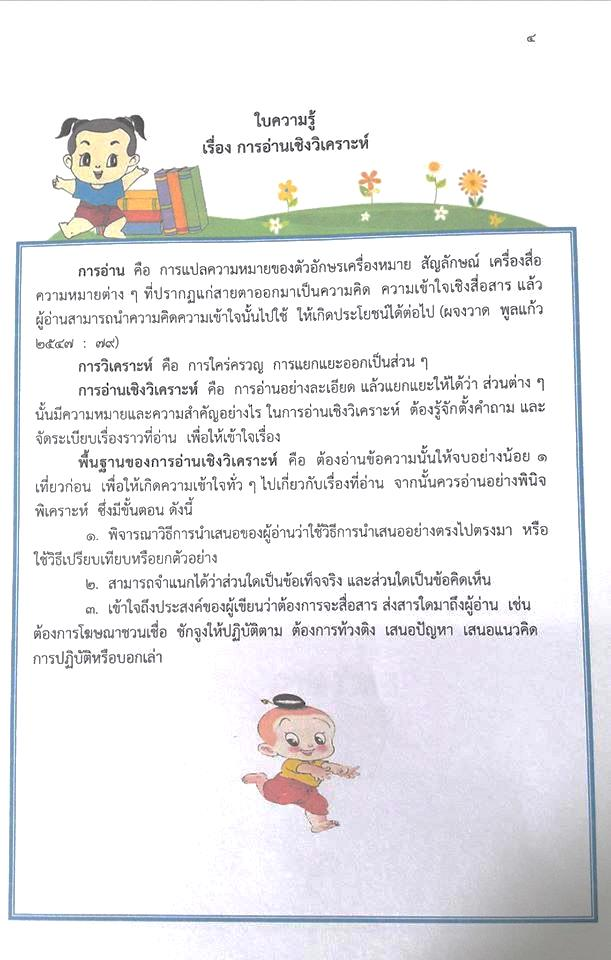 ๔
ใบความรู้
เรื่อง การอ่านเชิงวิเคราะห์
การอ่าน คือ การแปลความหมายของตัวอักษรเครื่องหมาย สัญลักษณ์ เครื่องสื่อ
ความหมายต่าง ๆ ที่ปรากฏแก่สายตาออกมาเป็นความคิด ความเข้าใจเชิงสื่อสาร แล้ว
ผู้อ่านสามารถนำความคิดความเข้าใจนั้นไปใช้ ให้เกิดประโยชน์ได้ต่อไป (ผจงวาด พูลแก้ว
๒๕๔๗ : ๗๙)
การวิเคราะห์ คือ การใคร่ครวญ การแยกแยะออกเป็นส่วน ๆ
การอ่านเชิงวิเคราะห์ คือ การอ่านอย่างละเอียด แล้วแยกแยะให้ได้ว่า ส่วนต่าง ๆ
นั้นมีความหมายและความสำคัญอย่างไร ในการอ่านเชิงวิเคราะห์ ต้องรู้จักตั้งคำถาม และ
จัดระเบียบเรื่องราวที่อ่าน เพื่อให้เข้าใจเรื่อง
พื้นฐานของการอ่านเชิงวิเคราะห์ คือ ต้องอ่านข้อความนั้นให้จบอย่างน้อย ๑
เที่ยวก่อน เพื่อให้เกิดความเข้าใจทั่ว ๆ ไปเกี่ยวกับเรื่องที่อ่าน จากนั้นควรอ่านอย่างพินิจ
พิเคราะห์ ซึ่งมีขั้นตอน ดังนี้
๑. พิจารณาวิธีการนำเสนอของผู้อ่านว่าใช้วิธีการนำเสนออย่างตรงไปตรงมา หรือ
ใช้วิธีเปรียบเทียบหรือยกตัวอย่าง
๒. สามารถจำแนกได้ว่าส่วนใดเป็นข้อเท็จจริง และส่วนใดเป็นข้อคิดเห็น
๓. เข้าใจถึงประสงค์ของผู้เขียนว่าต้องการจะสื่อสาร ส่งสารใดมาถึงผู้อ่าน เช่น
ต้องการโฆษณาชวนเชื่อ ชักจูงให้ปฏิบัติตาม ต้องการท้วงติง เสนอปัญหา เสนอแนวคิด
การปฏิบัติหรือบอกเล่า